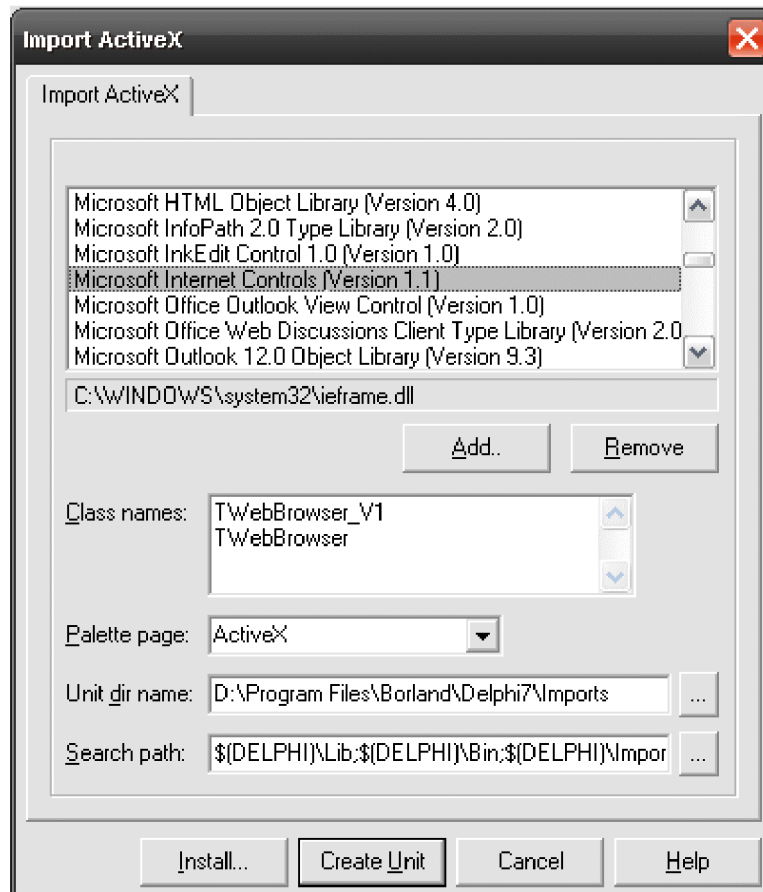 Import ActiveX
Import ActiveX
Microsoft HTML Object Library (Version 4.0)
Microsoft InfoPath 2.0 Type Library (Version 2.0)
Microsoft InkEdit Control 1.0 (Version 1.0)
Microsoft Internet Controls (Version 1.1)
Microsoft Office Outlook View Control (Version 1.0)
Microsoft Office Web Discussions Client Type Library (Version 2.0
Microsoft Outlook 12.0 Object Library (Version 9.3)
C:\WINDOWS\system32\ieframe.dll
Add.. Remove
Class names: TWebBrowser_V1
TWebBrowser
Palette page: ActiveX
Unit dir name: D:\Program Files\Borland\Delphi7\Imports ...
Search path: $(DELPHI)\Lib;$(DELPHI)\Bin;$(DELPHI)\Impor ...
Install... Create Unit Cancel Help